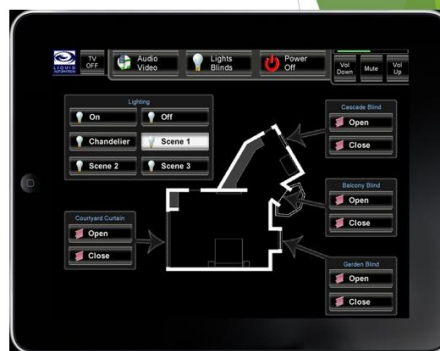 LIQUID
AUTOMATION
TV
OFF
Audio
Video
Lights
Blinds
Power
Off
Vol
Down
Mute
Vol
Up
Lighting
On
Off
Chandelier
Scene 1
Scene 2
Scene 3
Cascade Blind
Open
Close
Balcony Blind
Open
Close
Courtyard Curtain
Open
Close
Garden Blind
Open
Close